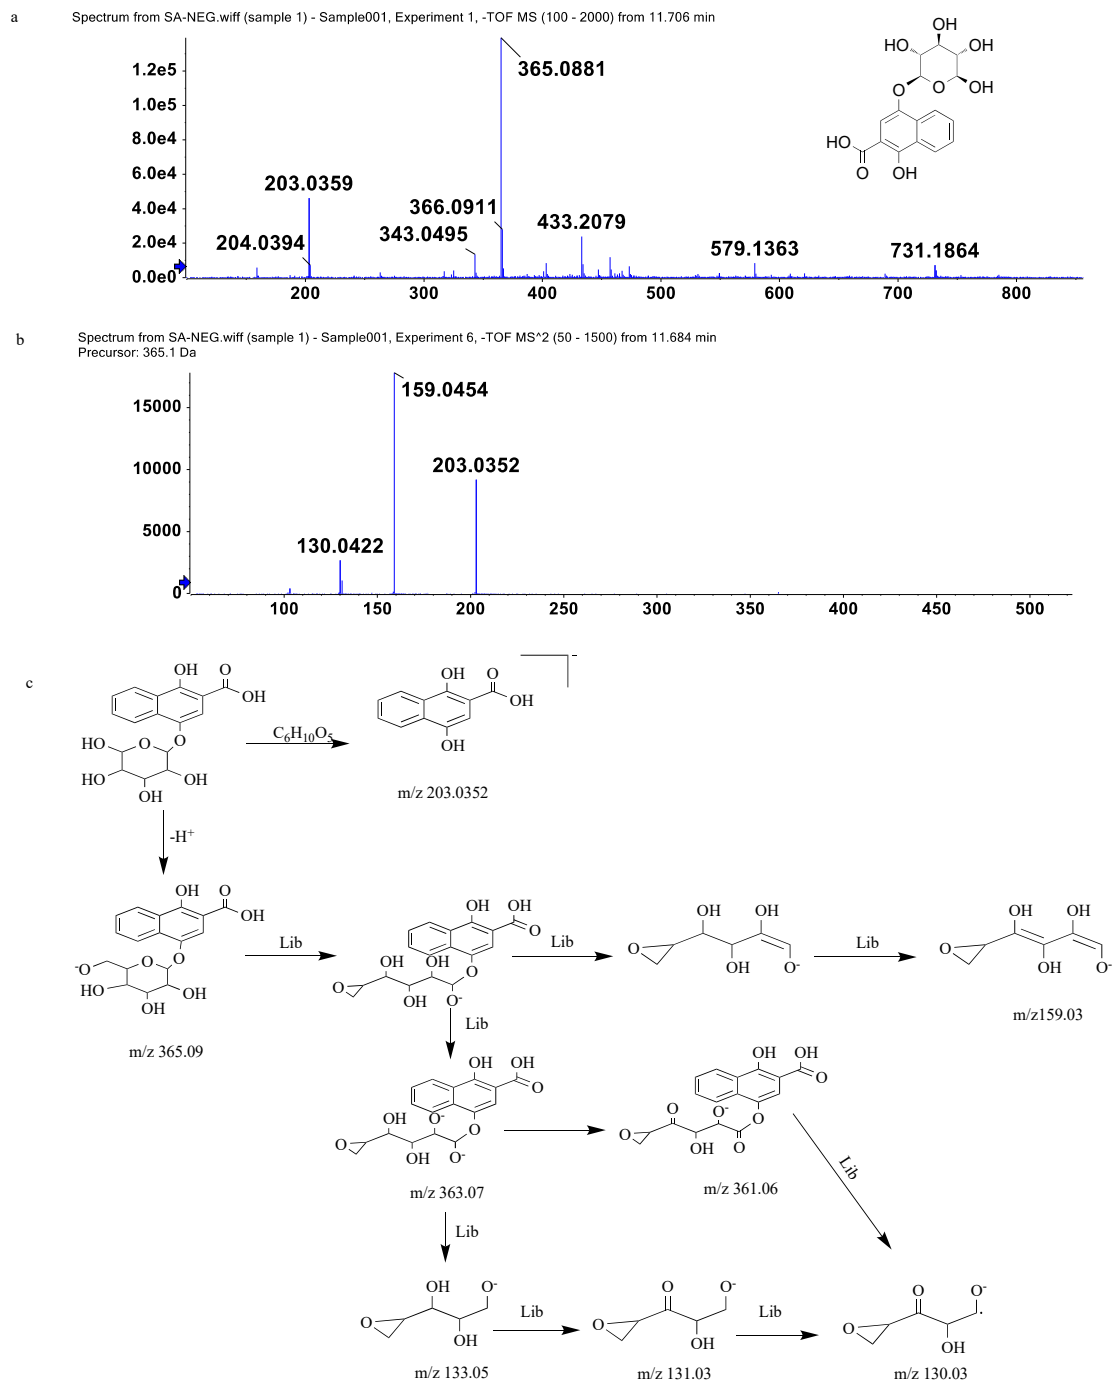 a
Spectrum from SA-NEG.wiff (sample 1) - Sample001, Experiment 1, -TOF MS (100 - 2000) from 11.706 min
1.2e5
1.0e5
8.0e4
6.0e4
4.0e4
2.0e4
0.0e0
365.0881
203.0359
366.0911
204.0394
343.0495
433.2079
579.1363
731.1864
200
300
400
500
600
700
800
OH
HO
OH
O
O
OH
HO
O
OH
b
Spectrum from SA-NEG.wiff (sample 1) - Sample001, Experiment 6, -TOF MS^2 (50 - 1500) from 11.684 min
Precursor: 365.1 Da
15000
10000
5000
0
159.0454
203.0352
130.0422
100
150
200
250
300
350
400
450
500
c
OH
O
OH
O
HO
O
HO
OH
OH
C6H10O5
OH
O
OH
OH
-
m/z 203.0352
-H+
OH
O
OH
O
-O
O
HO
OH
OH
m/z 365.09
Lib
OH
OH
O
OH
OH
O
O
OH
O-
Lib
OH
OH
O
OH
O-
Lib
OH
OH
O
OH
O-
m/z159.03
Lib
OH
OH
O
OH
O-
O
O
OH
O-
m/z 363.07
OH
OH
O
O
O-
O
O
OH
O
m/z 361.06
Lib
Lib
OH
O-
O
OH
m/z 133.05
Lib
O
O-
O
OH
m/z 131.03
Lib
O
O-
O
OH
m/z 130.03